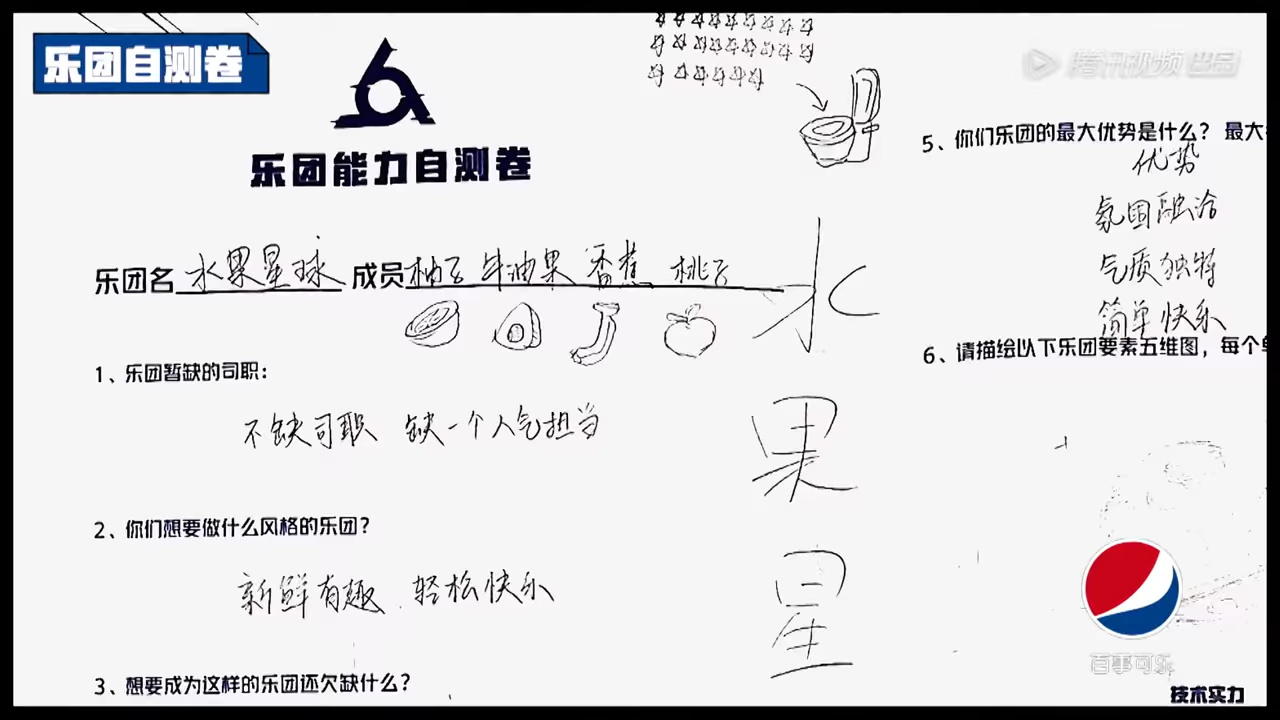 乐团自测卷
腾讯视频 出品
乐团能力自测卷
乐团名 水果星球 成员 柚子 牛油果 香蕉 桃子
1、乐团暂缺的司职：
不缺司职 缺一个人气担当
2、你们想要做什么风格的乐团？
新鲜有趣 轻松快乐
3、想要成为这样的乐团还欠缺什么？
水
果
星
5、你们乐团的最大优势是什么？ 最大
优势
氛围融洽
气质独特
简单快乐
6、请描绘以下乐团要素五维图，每个
百事可乐
技术实力